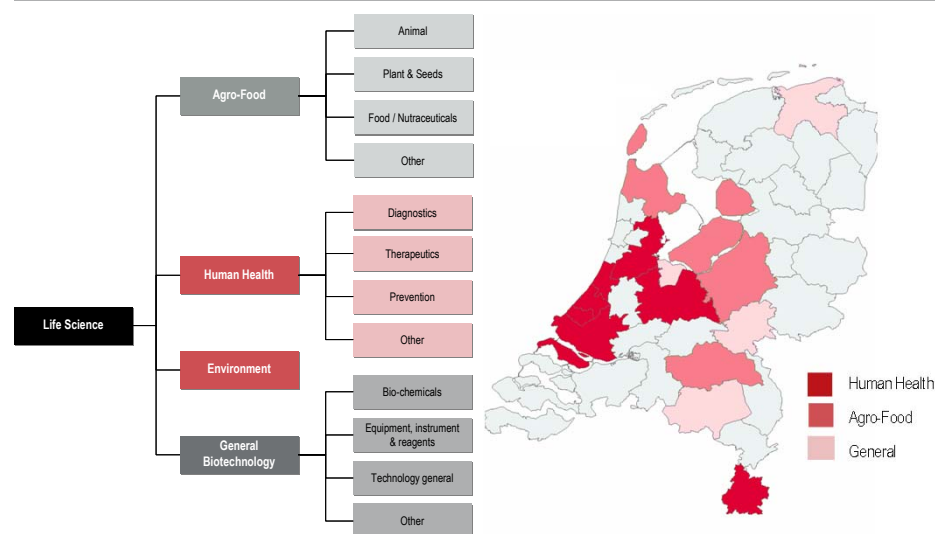 Life Science
Agro-Food
Animal
Plant & Seeds
Food / Nutraceuticals
Other
Human Health
Diagnostics
Therapeutics
Prevention
Other
Environment
General
Biotechnology
Bio-chemicals
Equipment, instrument
& reagents
Technology general
Other
Human Health
Agro-Food
General